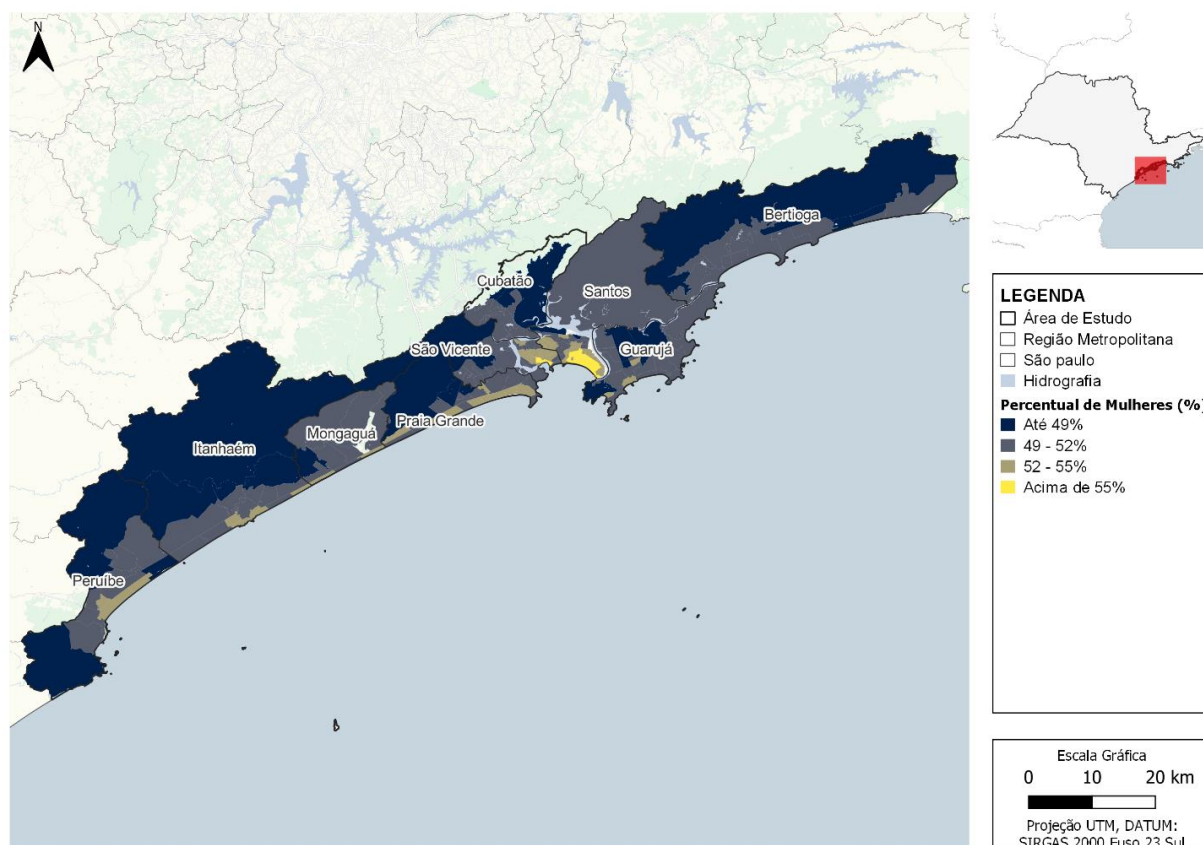 N
Bertioga
Cubatão
Santos
São Vicente
Guarujá
Praia Grande
Mongaguá
Itanhaém
Peruíbe
LEGENDA
Área de Estudo
Região Metropolitana
São paulo
Hidrografia
Percentual de Mulheres (%)
Até 49%
49 - 52%
52 - 55%
Acima de 55%
Escala Gráfica
0 10 20 km
Projeção UTM, DATUM:
SIRGAS 2000 Fuso 23 Sul